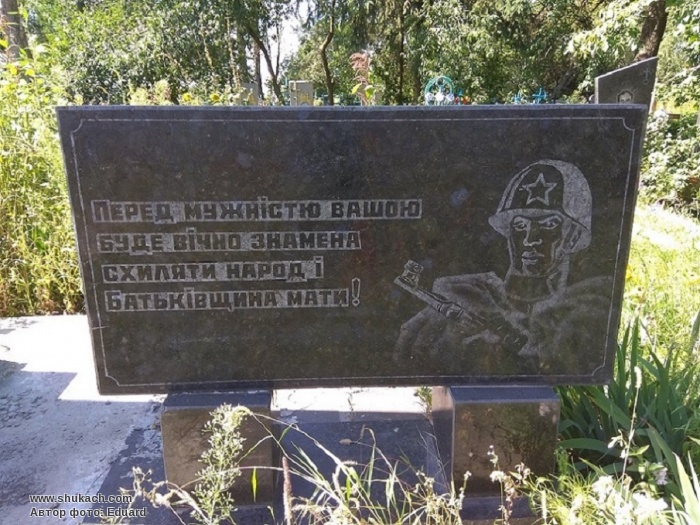 Перед мужністю вашою
буде вічно знамена
схиляти народ і
Батьківщина мати!
www.shukach.com
Автор фото: Eduard